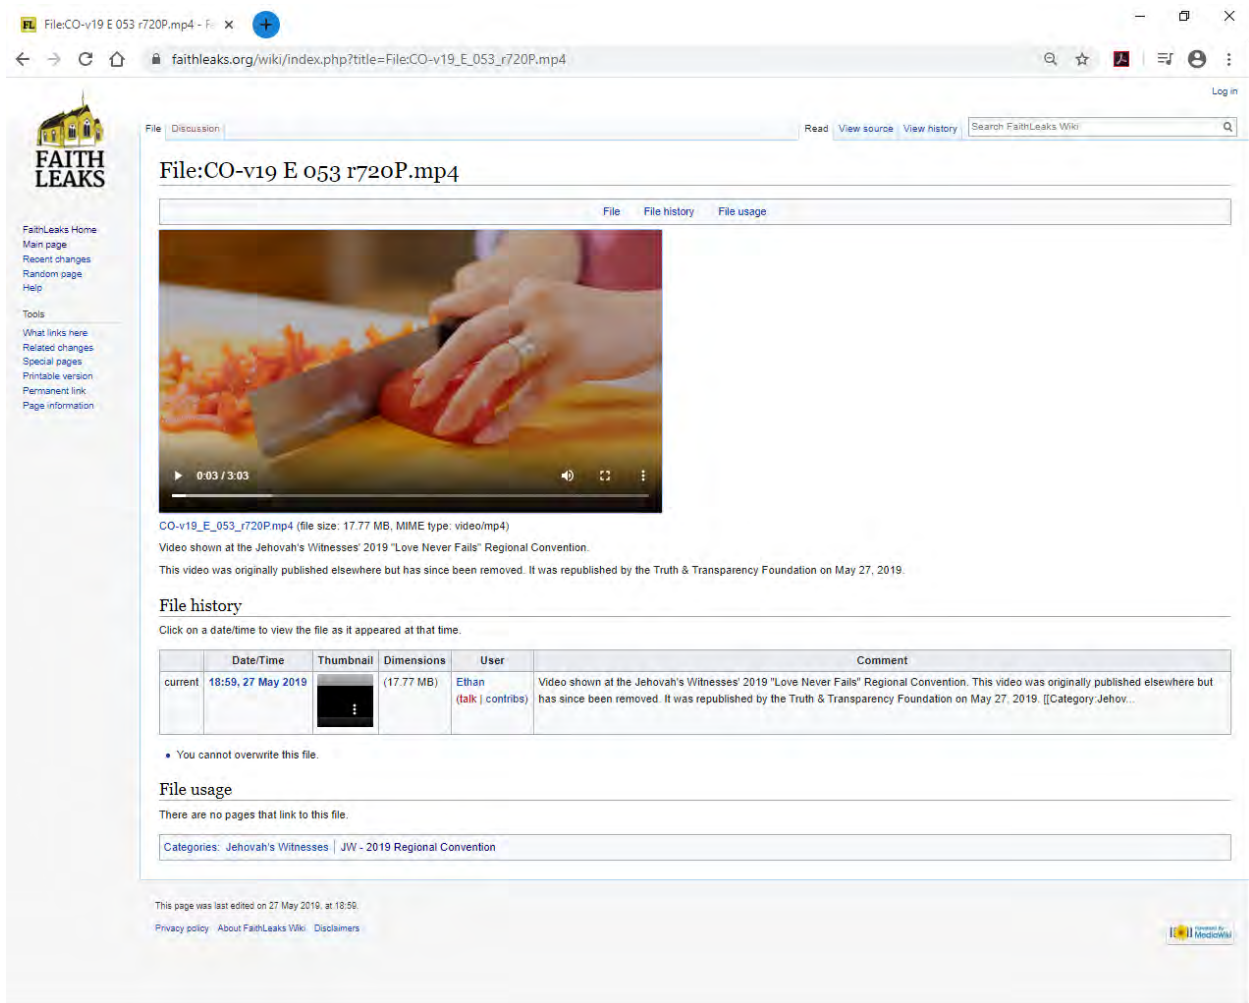 FL File:CO-v19 E 053 r720P.mp4 - F
faithleaks.org/wiki/index.php?title=File:CO-v19_E_053_r720P.mp4
Log in
File Discussion Read View source View history Search FaithLeaks Wiki
FAITH
LEAKS
File:CO-v19 E 053 r720P.mp4
File File history File usage
FaithLeaks Home
Main page
Recent changes
Random page
Help
Tools
What links here
Related changes
Special pages
Printable version
Permanent link
Page information
0:03 / 3:03
CO-v19_E_053_r720P.mp4 (file size: 17.77 MB, MIME type: video/mp4)
Video shown at the Jehovah's Witnesses' 2019 "Love Never Fails" Regional Convention.
This video was originally published elsewhere but has since been removed. It was republished by the Truth & Transparency Foundation on May 27, 2019.
File history
Click on a date/time to view the file as it appeared at that time.
Date/Time Thumbnail Dimensions User Comment
current 18:59, 27 May 2019 (17.77 MB) Ethan Video shown at the Jehovah's Witnesses' 2019 "Love Never Fails" Regional Convention. This video was originally published elsewhere but
(talk | contribs) has since been removed. It was republished by the Truth & Transparency Foundation on May 27, 2019. [[Category:Jehov...
You cannot overwrite this file.
File usage
There are no pages that link to this file.
Categories: Jehovah's Witnesses | JW - 2019 Regional Convention
This page was last edited on 27 May 2019, at 18:59.
Privacy policy About FaithLeaks Wiki Disclaimers
Powered By
MediaWiki